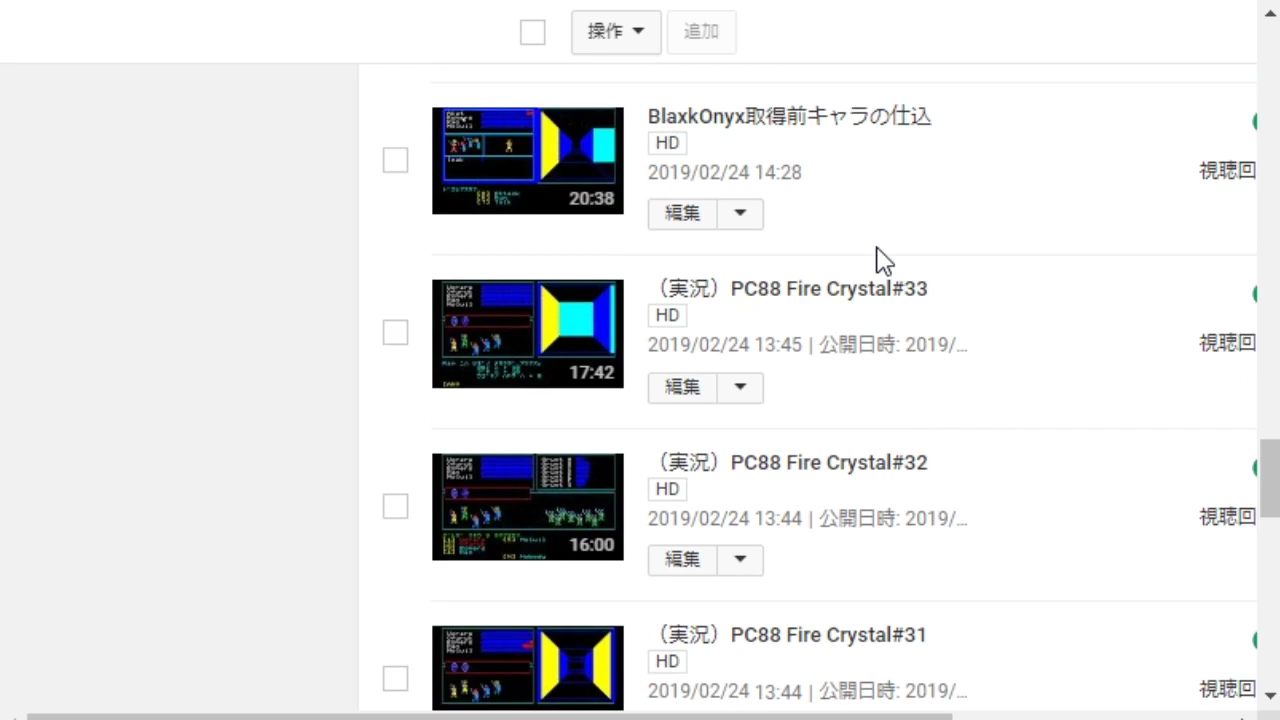 操作 追加
BlaxkOnyx取得前キャラの仕込
HD
2019/02/24 14:28
視聴回
編集
20:38
（実況）PC88 Fire Crystal#33
HD
2019/02/24 13:45 | 公開日時: 2019/...
視聴回
編集
17:42
（実況）PC88 Fire Crystal#32
HD
2019/02/24 13:44 | 公開日時: 2019/...
視聴回
編集
16:00
（実況）PC88 Fire Crystal#31
HD
2019/02/24 13:44 | 公開日時: 2019/...
視聴回